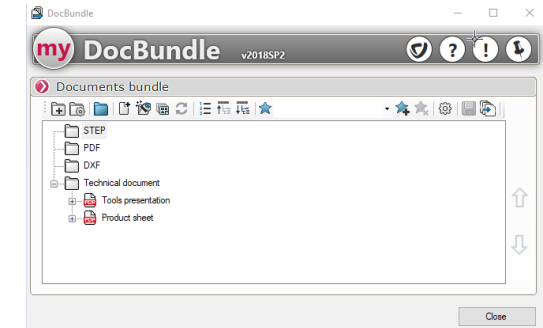 DocBundle
my DocBundle v2018SP2
Documents bundle
STEP
PDF
DXF
Technical document
Tools presentation
Product sheet
Close